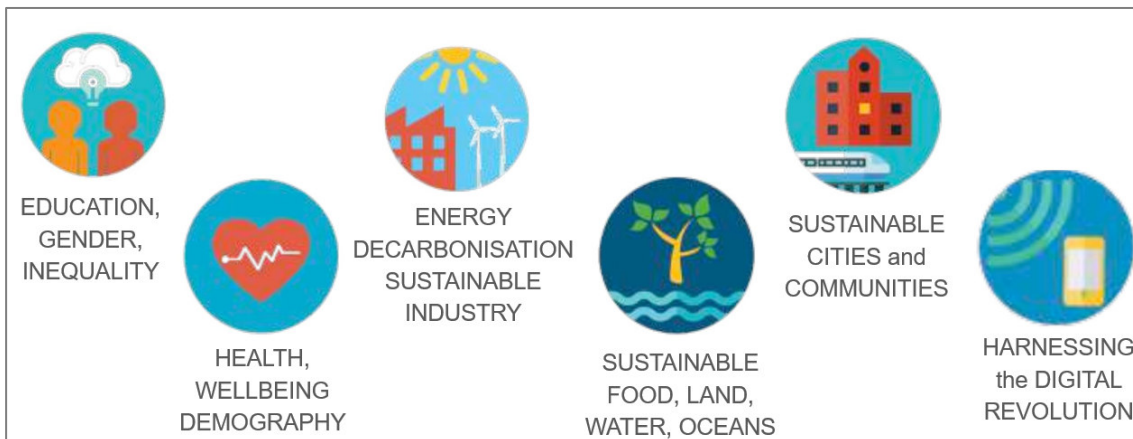 EDUCATION,
GENDER,
INEQUALITY
HEALTH,
WELLBEING
DEMOGRAPHY
ENERGY
DECARBONISATION
SUSTAINABLE
INDUSTRY
SUSTAINABLE
FOOD, LAND,
WATER, OCEANS
SUSTAINABLE
CITIES and
COMMUNITIES
HARNESSING
the DIGITAL
REVOLUTION